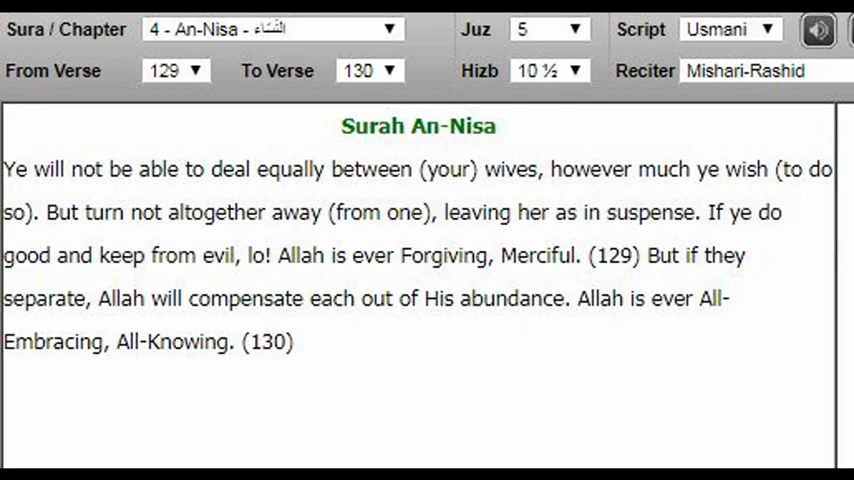 Sura / Chapter 4 - An-Nisa - النساء Juz 5 Script Usmani
From Verse 129 To Verse 130 Hizb 10 ½ Reciter Mishari-Rashid
Surah An-Nisa
Ye will not be able to deal equally between (your) wives, however much ye wish (to do
so). But turn not altogether away (from one), leaving her as in suspense. If ye do
good and keep from evil, lo! Allah is ever Forgiving, Merciful. (129) But if they
separate, Allah will compensate each out of His abundance. Allah is ever All-
Embracing, All-Knowing. (130)